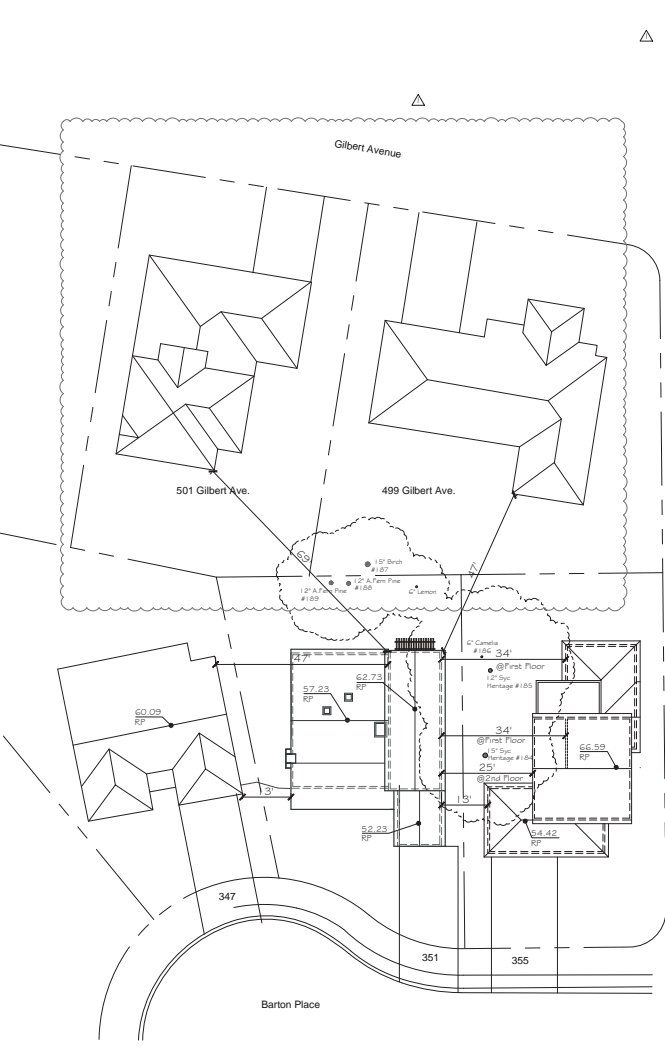 Gilbert Avenue
501 Gilbert Ave.
499 Gilbert Ave.
69'
47'
15" Birch
#187
12" A.Fern Pine
#189
12" A.Fern Pine
#188
6" Lemon
6" Camela
#186
34'
@First Floor
12" Syc
Heritage #185
47'
62.73
RP
57.23
RP
60.09
RP
34'
@First Floor
15" Syc
Heritage #184
25'
@2nd Floor
66.59
RP
13'
13'
52.23
RP
54.42
RP
347
351
355
Barton Place